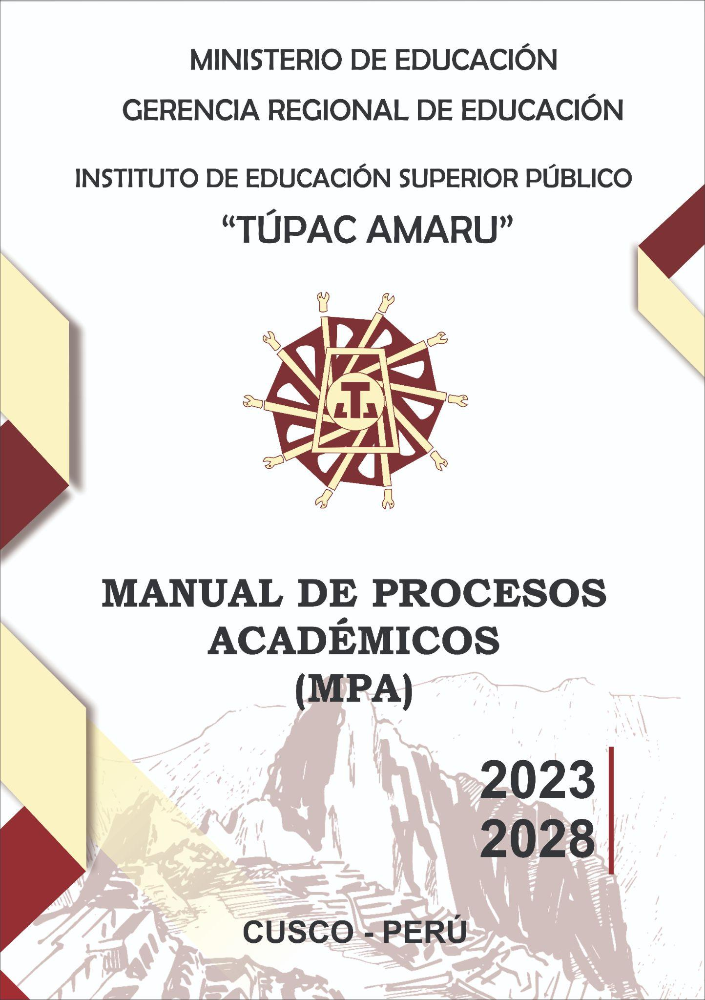 MINISTERIO DE EDUCACIÓN
GERENCIA REGIONAL DE EDUCACIÓN
INSTITUTO DE EDUCACIÓN SUPERIOR PÚBLICO
“TÚPAC AMARU”
T
MANUAL DE PROCESOS
ACADÉMICOS
(MPA)
2023
2028
CUSCO - PERÚ